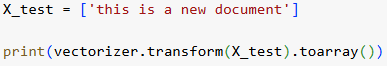 X_test = ['this is a new document']
print(vectorizer.transform(X_test).toarray())